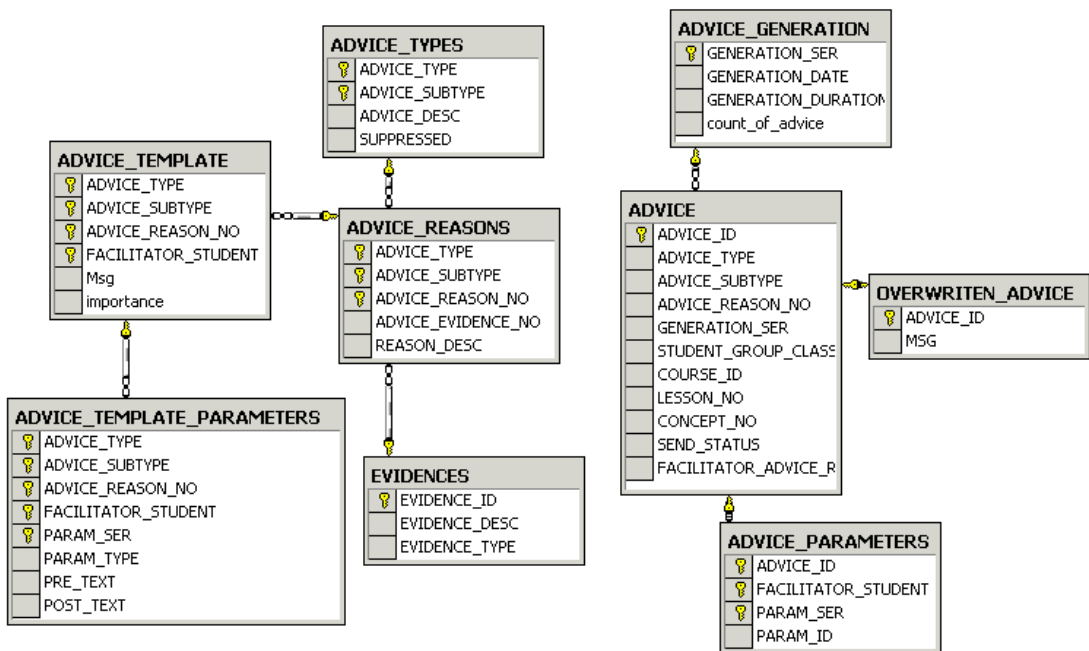 ADVICE_TYPES
ADVICE_TYPE
ADVICE_SUBTYPE
ADVICE_DESC
SUPPRESSED
ADVICE_GENERATION
GENERATION_SER
GENERATION_DATE
GENERATION_DURATION
count_of_advice
ADVICE_TEMPLATE
ADVICE_TYPE
ADVICE_SUBTYPE
ADVICE_REASON_NO
FACILITATOR_STUDENT
Msg
importance
ADVICE_REASONS
ADVICE_TYPE
ADVICE_SUBTYPE
ADVICE_REASON_NO
ADVICE_EVIDENCE_NO
REASON_DESC
ADVICE
ADVICE_ID
ADVICE_TYPE
ADVICE_SUBTYPE
ADVICE_REASON_NO
GENERATION_SER
STUDENT_GROUP_CLASS
COURSE_ID
LESSON_NO
CONCEPT_NO
SEND_STATUS
FACILITATOR_ADVICE_R
OVERWRITEN_ADVICE
ADVICE_ID
MSG
ADVICE_TEMPLATE_PARAMETERS
ADVICE_TYPE
ADVICE_SUBTYPE
ADVICE_REASON_NO
FACILITATOR_STUDENT
PARAM_SER
PARAM_TYPE
PRE_TEXT
POST_TEXT
EVIDENCES
EVIDENCE_ID
EVIDENCE_DESC
EVIDENCE_TYPE
ADVICE_PARAMETERS
ADVICE_ID
FACILITATOR_STUDENT
PARAM_SER
PARAM_ID